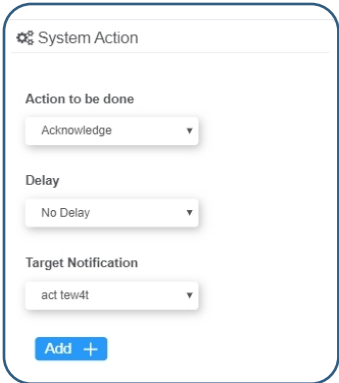 System Action
Action to be done
Acknowledge
Delay
No Delay
Target Notification
act tew4t
Add +